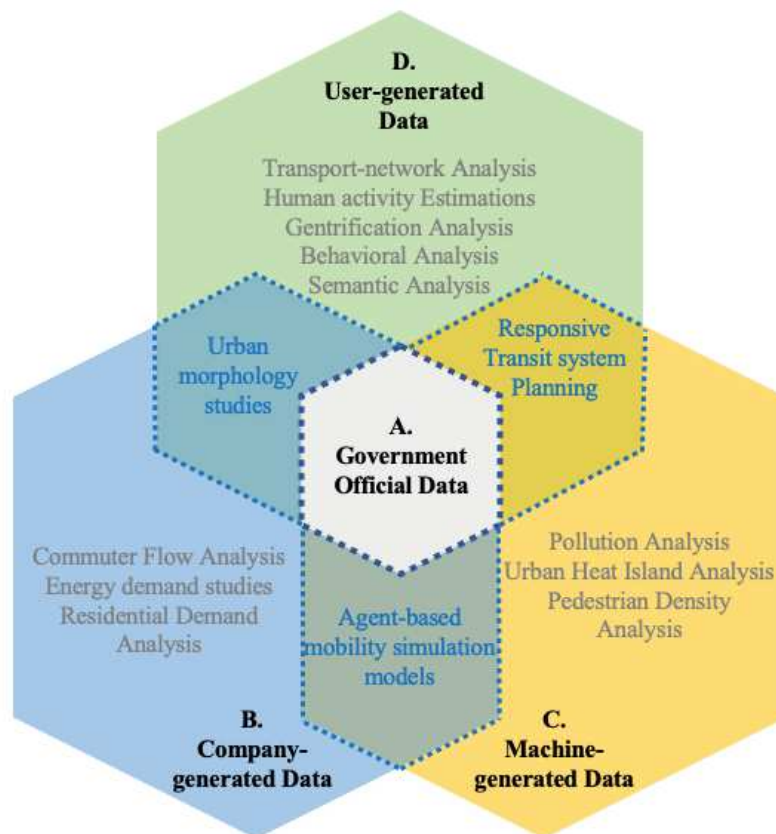 D.
User-generated
Data
Transport-network Analysis
Human activity Estimations
Gentrification Analysis
Behavioral Analysis
Semantic Analysis
Urban
morphology
studies
Responsive
Transit system
Planning
A.
Government
Official Data
Commuter Flow Analysis
Energy demand studies
Residential Demand
Analysis
Pollution Analysis
Urban Heat Island Analysis
Pedestrian Density
Analysis
Agent-based
mobility simulation
models
B.
Company-
generated Data
C.
Machine-
generated Data